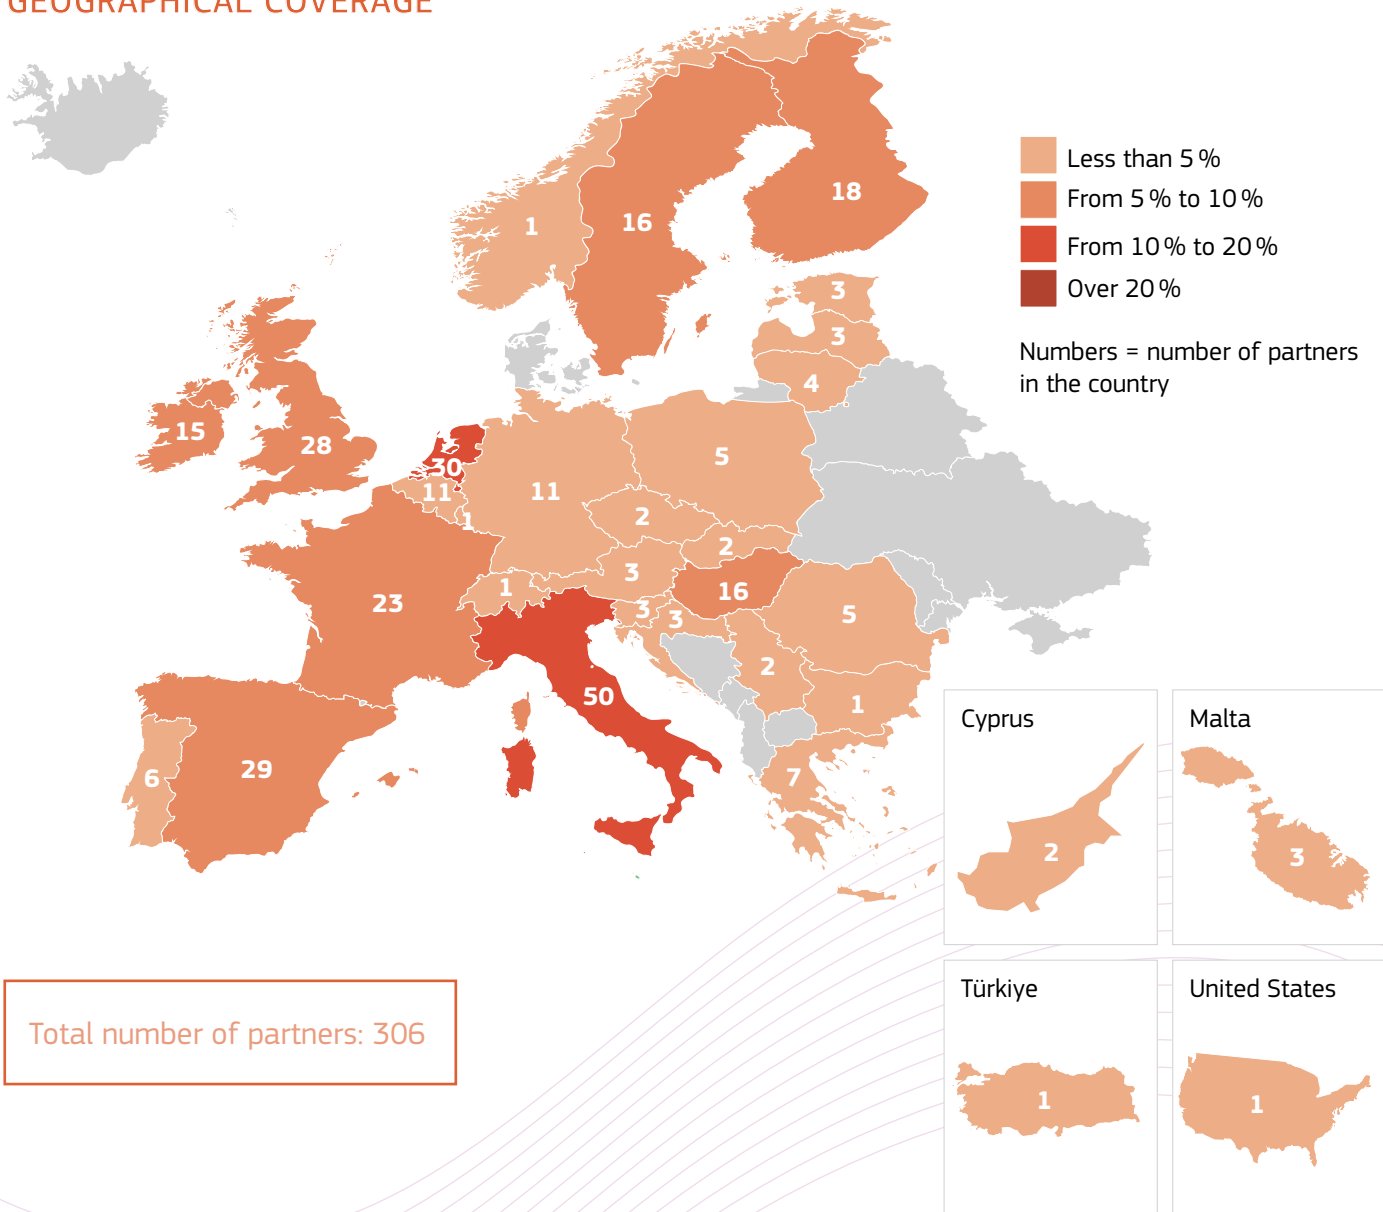 GEOGRAPHICAL COVERAGE
Less than 5 %
From 5 % to 10 %
From 10 % to 20 %
Over 20 %
Numbers = number of partners
in the country
18
1
16
3
3
4
15
28
30
11
11
5
1
2
2
3
1
16
23
3
3
5
2
50
1
6
29
7
Cyprus
2
Malta
3
Türkiye
1
United States
1
Total number of partners: 306